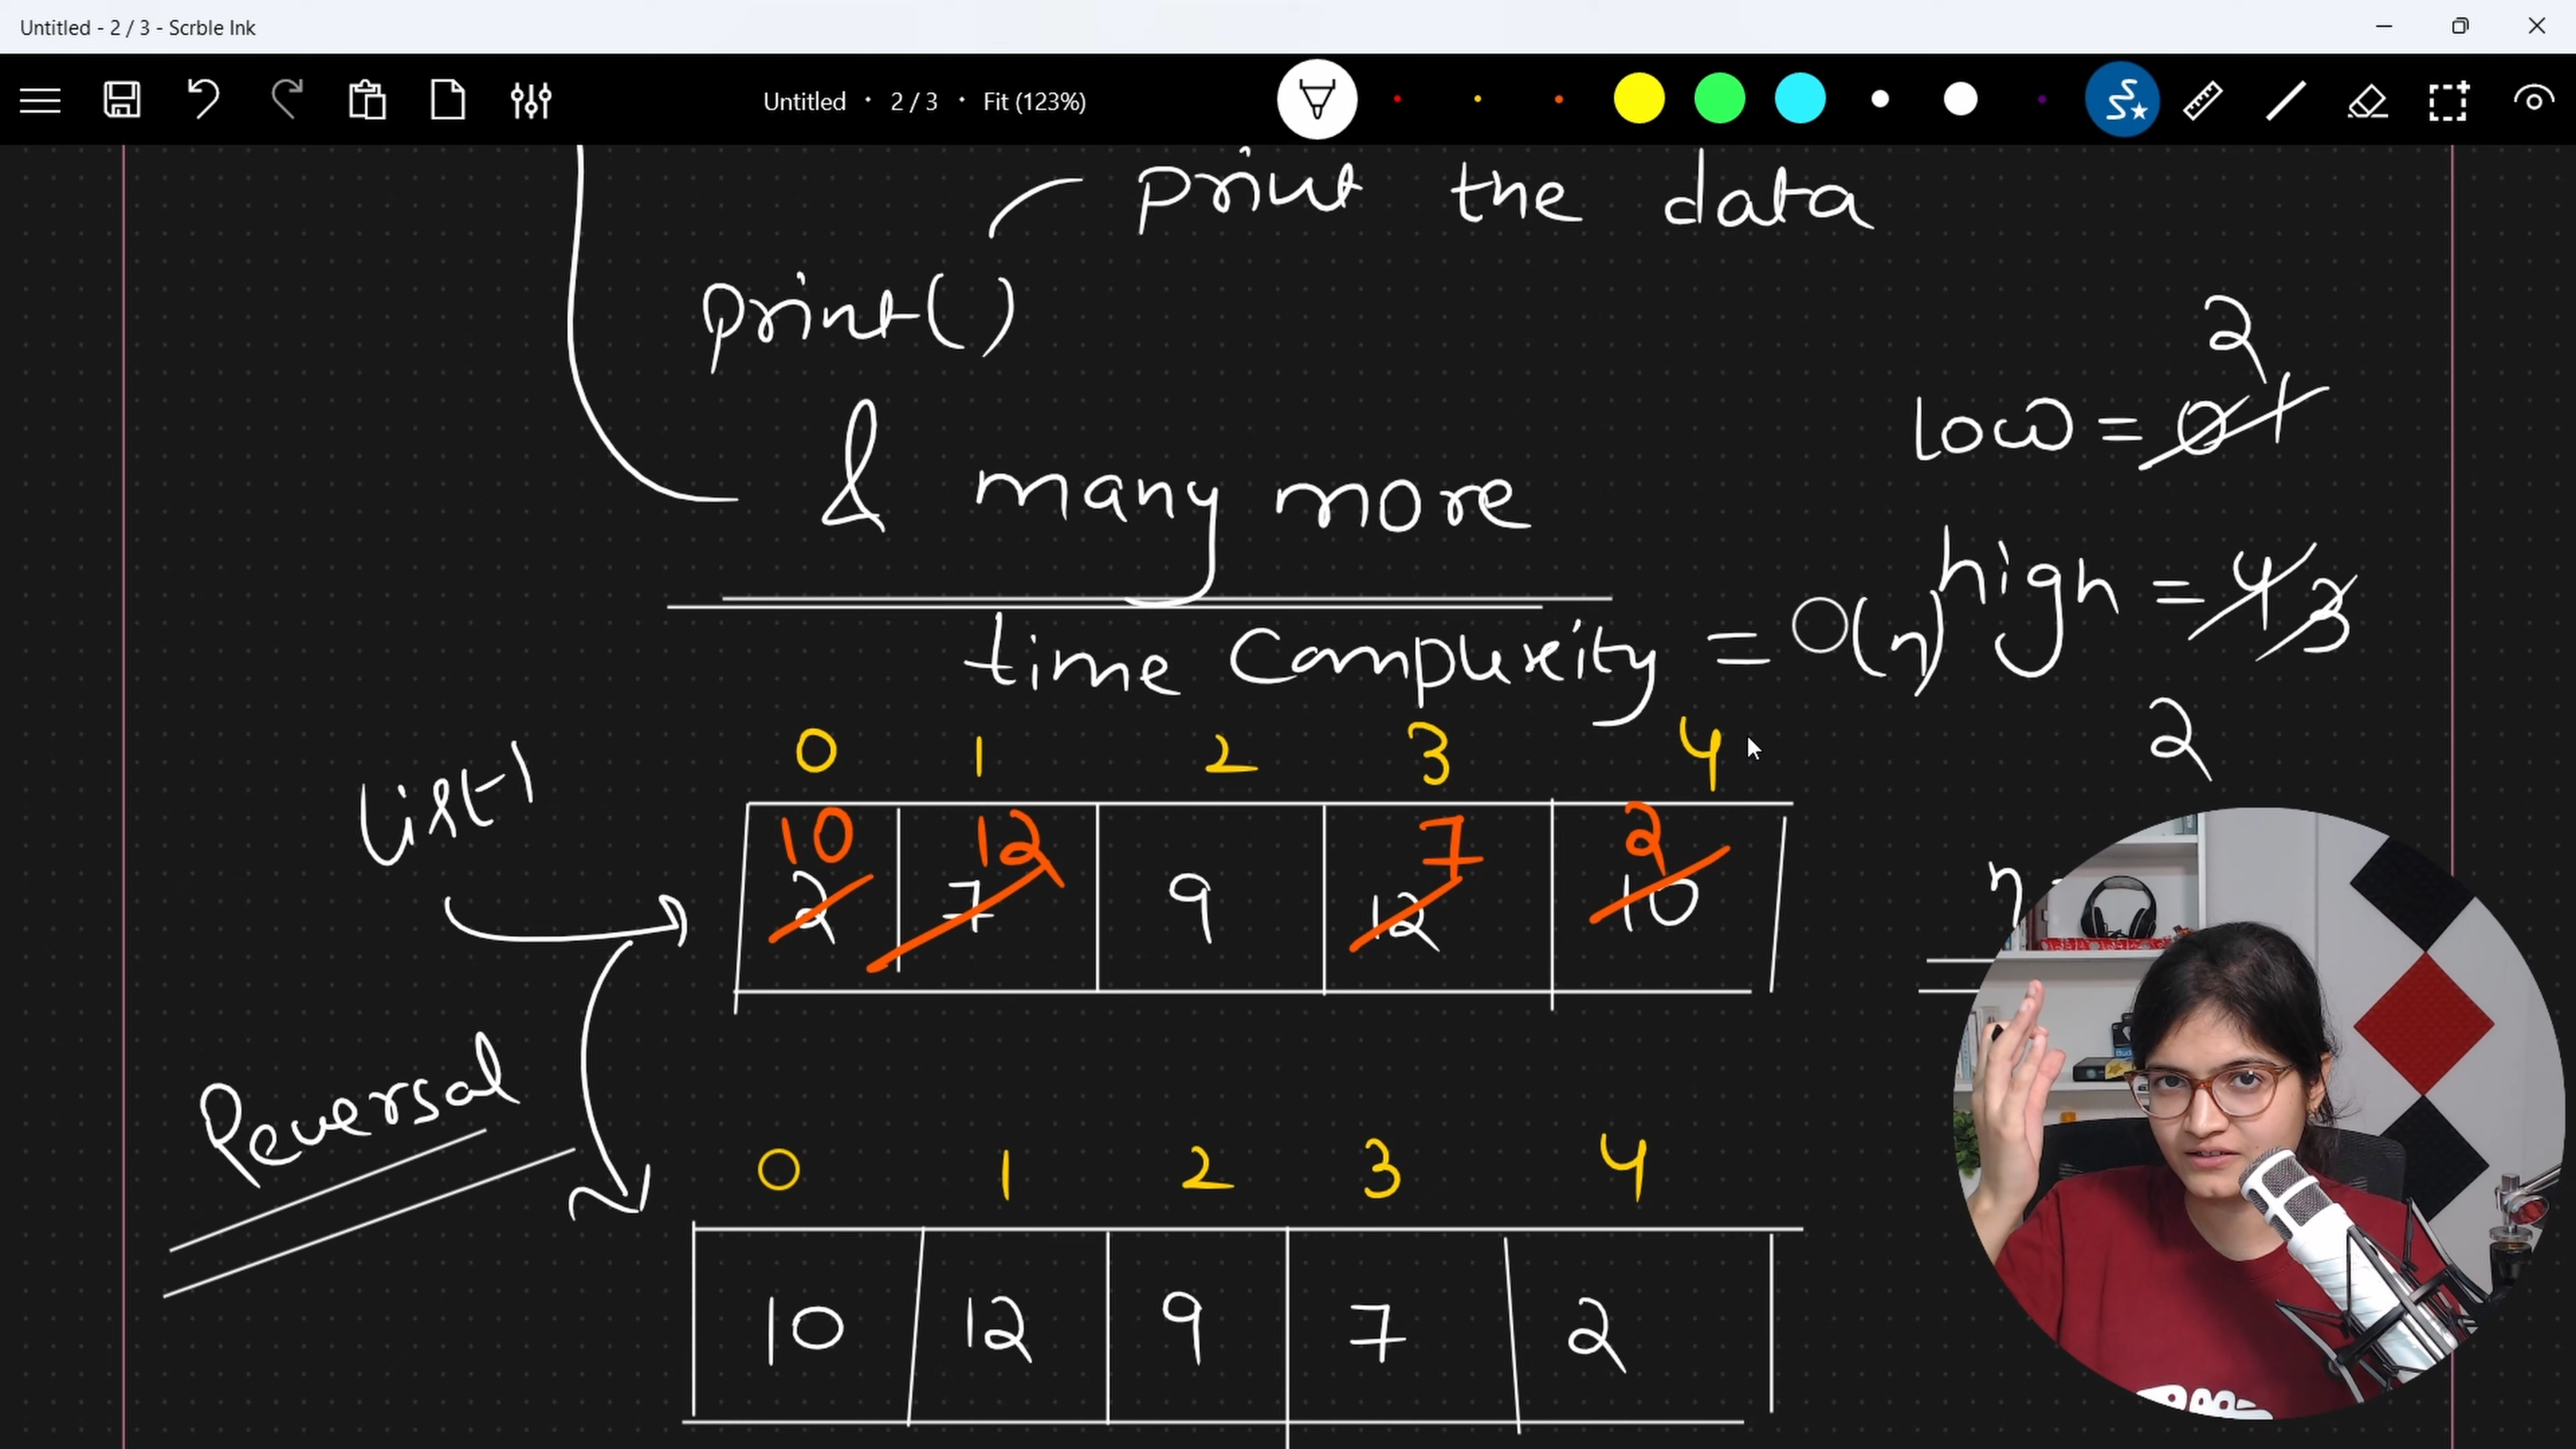 Untitled - 2 / 3 - Scrble Ink
Untitled • 2 / 3 • Fit (123%)
print the data
print()
& many more
2
low = 0 1
high = 4 3
2
time Complexity = O(n)
0 1 2 3 4
list1
10 12 7 2
2 7 9 12 10
n
Reversal
0 1 2 3 4
10 12 9 7 2